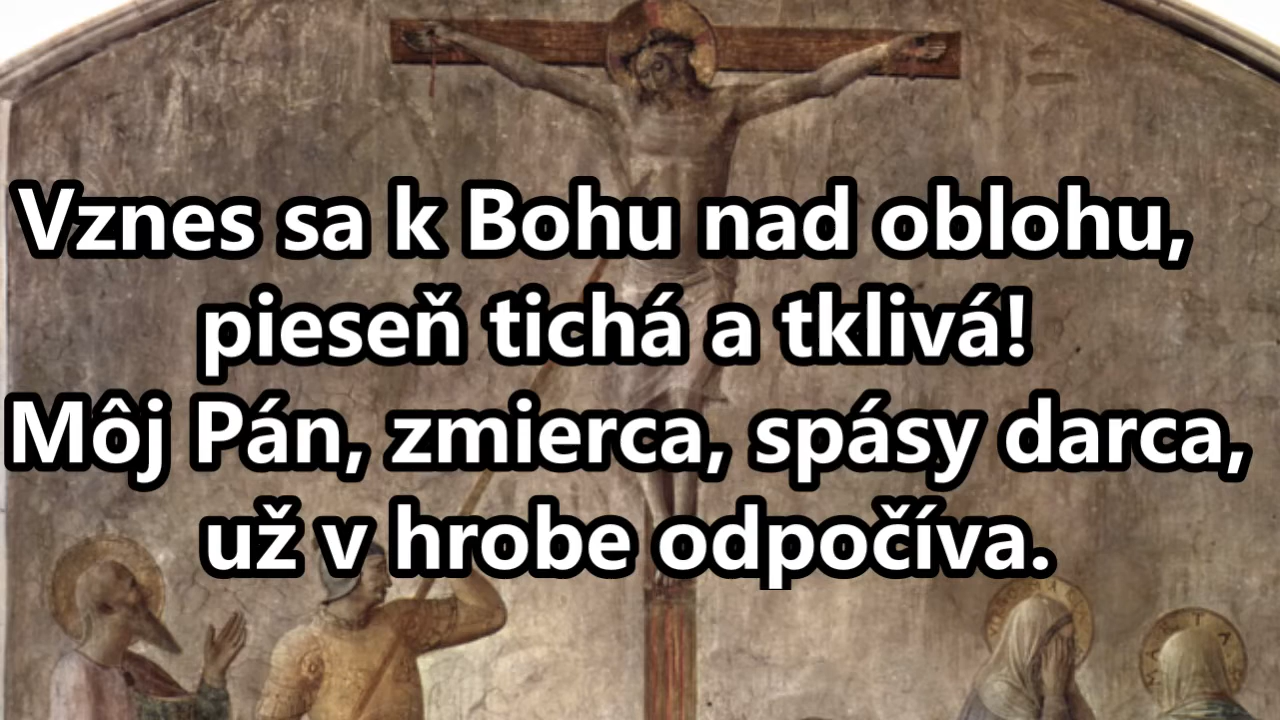 Vznes sa k Bohu nad oblohu,
pieseň tichá a tklivá!
Môj Pán, zmierca, spásy darca,
už v hrobe odpočíva.